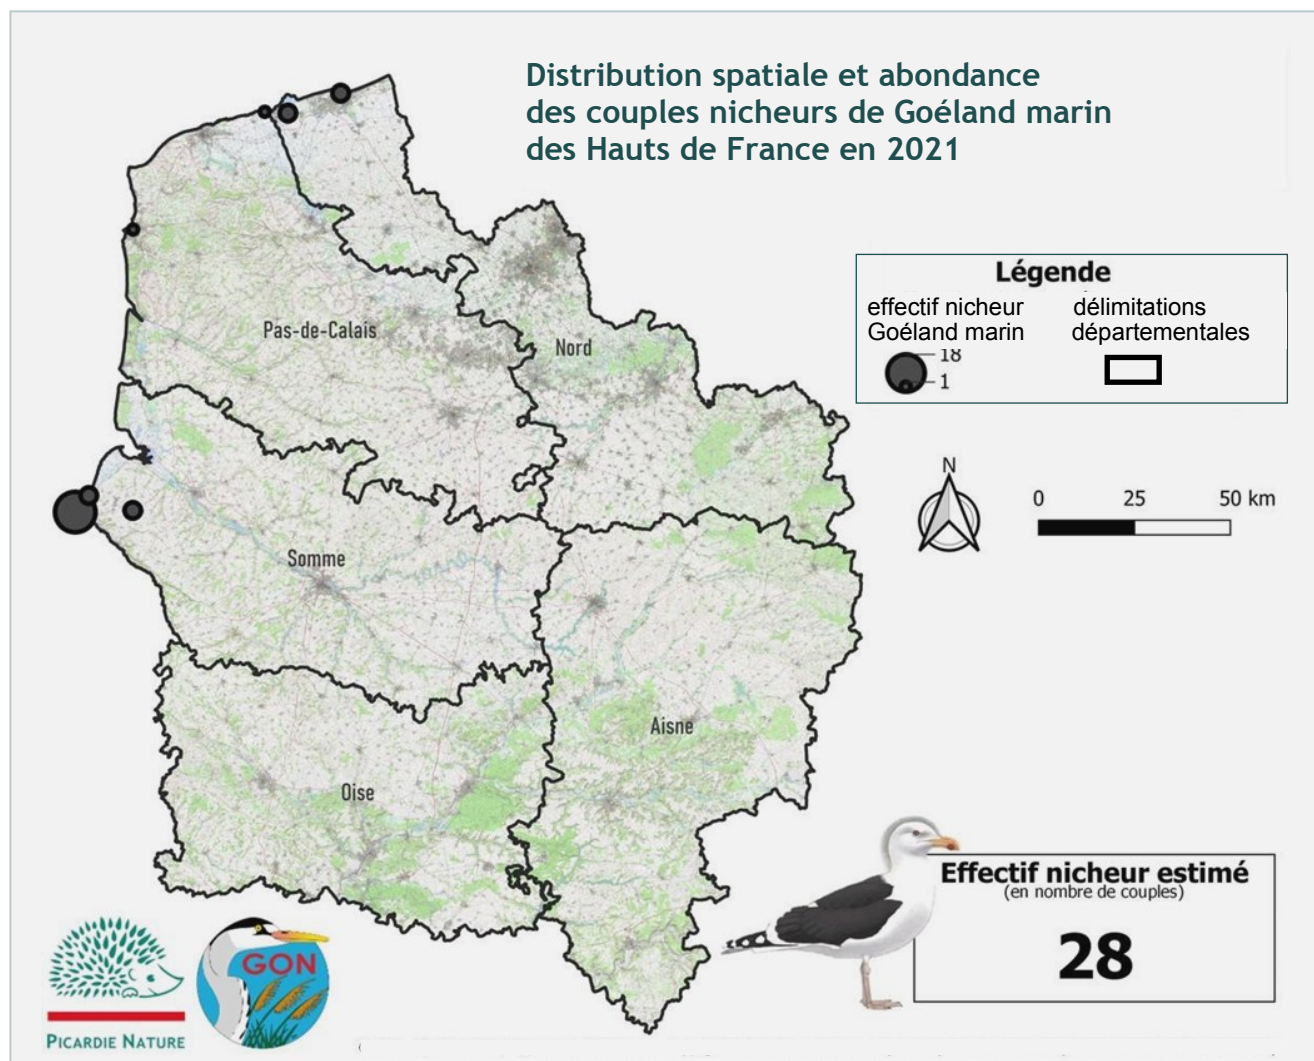 Distribution spatiale et abondance
des couples nicheurs de Goéland marin
des Hauts de France en 2021
Légende
effectif nicheur
Goéland marin
18
1
délimitations
départementales
Pas-de-Calais
Nord
N
0 25 50 km
Somme
Aisne
Oise
Effectif nicheur estimé
(en nombre de couples)
28
GON
PICARDIE NATURE